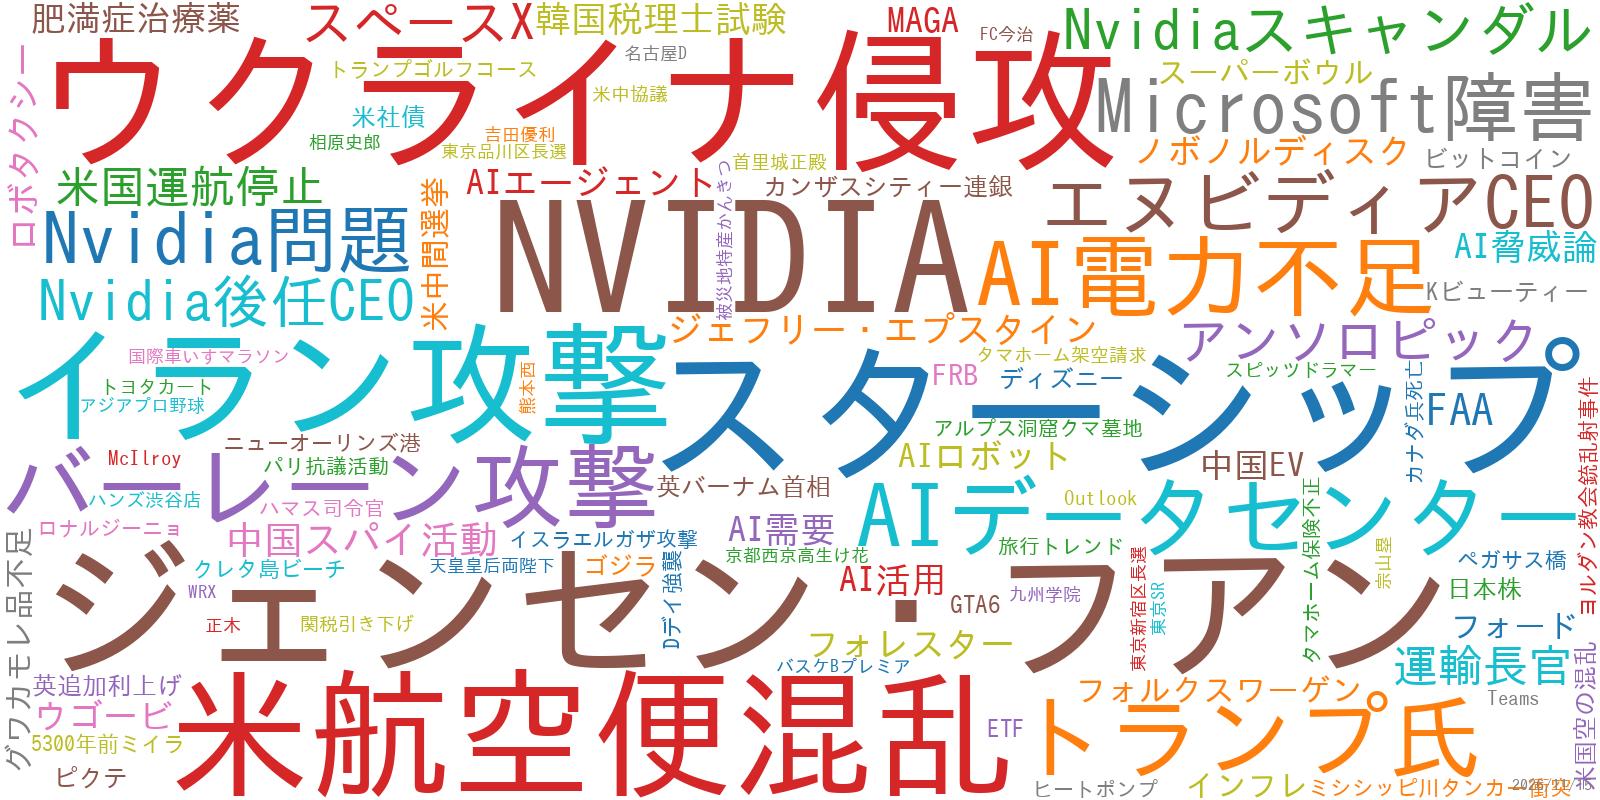 肥満症治療薬
スペースX
韓国税理士試験
MAGA
FC今治
Nvidiaスキャンダル
ウクライナ侵攻
名古屋D
トランプゴルフコース
スーパーボウル
ロボタクシー
米中協議
Microsoft障害
米社債
相原史郎
吉田優利
東京品川区長選
ノボノルディスク
ビットコイン
首里城正殿
米国運航停止
AIエージェント
カンザスシティー連銀
エヌビディアCEO
米中間選挙
被災地特産かんきつ
NVIDIA
Nvidia問題
AI電力不足
AI脅威論
Nvidia後任CEO
Kビューティー
ジェフリー・エプスタイン
アンソロピック
イラン攻撃
国際車いすマラソン
タマホーム架空請求
スターシップ
FRB
ディズニー
スピッツドラマー
トヨタカート
アジアプロ野球
熊本西
カナダ兵死亡
FAA
ヨルダン教会銃乱射事件
アルプス洞窟クマ墓地
ニューオーリンズ港
McIlroy
パリ抗議活動
バーレーン攻撃
AIロボット
中国EV
ハンズ渋谷店
ハマス司令官
英バーナム首相
AIデータセンター
Outlook
ロナルジーニョ
中国スパイ活動
イスラエルガザ攻撃
AI需要
旅行トレンド
タマホーム保険不正
宗山塁
グワカモレ品不足
クレタ島ビーチ
天皇皇后両陛下
ゴジラ
Dデイ強襲
京都西京高生け花
AI活用
東京新宿区長選
東京SR
ペガサス橋
日本株
ジェンセン・ファン
WRX
GTA6
九州学院
正木
関税引き下げ
フォレスター
フォード
バスケBプレミア
運輸長官
英追加利上げ
ウゴービ
5300年前ミイラ
ピクテ
米航空便混乱
ETF
フォルクスワーゲン
トランプ氏
Teams
米国空の混乱
ヒートポンプ
インフレ
ミシシッピ川タンカー衝突